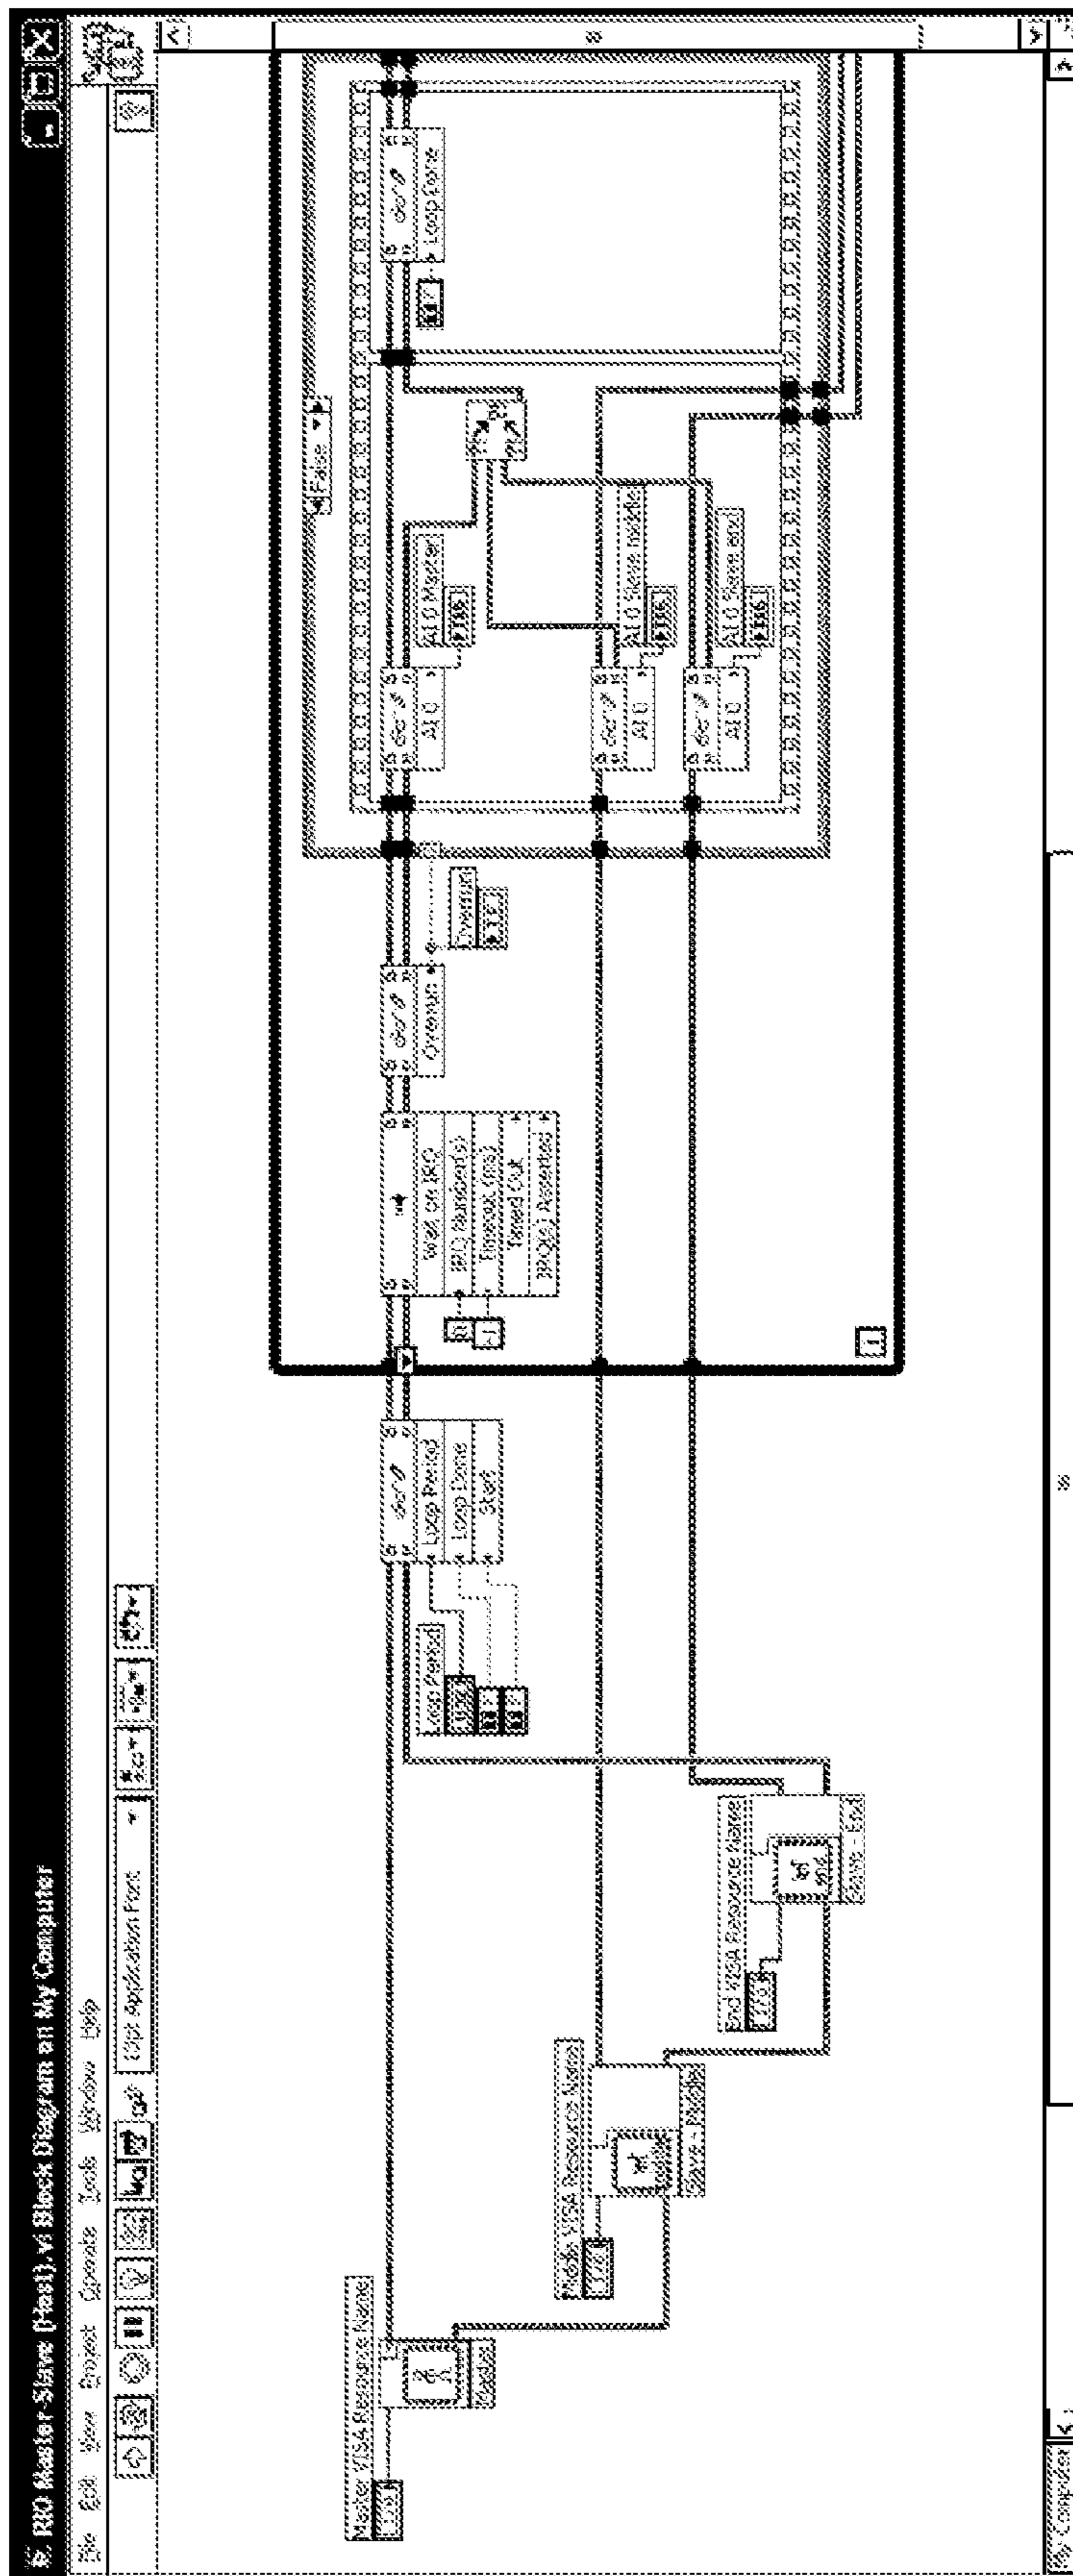 RIO Master-Slave (Host).vi Block Diagram on My Computer
File Edit View Project Operate Tools Window Help
13pt Application Font
Master VISA Resource Name
Master
Middle VISA Resource Name
Slave - Middle
End VISA Resource Name
Slave - End
Loop Period
Loop Period
Loop Done
Start
Wait on IRQ
IRQ Number(s)
Timeout (ms)
Timed Out
IRQ(s) Asserted
-1
Overrun
Overrun
False
AI 0
AI 0 Master
AI 0
AI 0 Slave middle
AI 0
AI 0 Slave end
Loop Done
i
My Computer